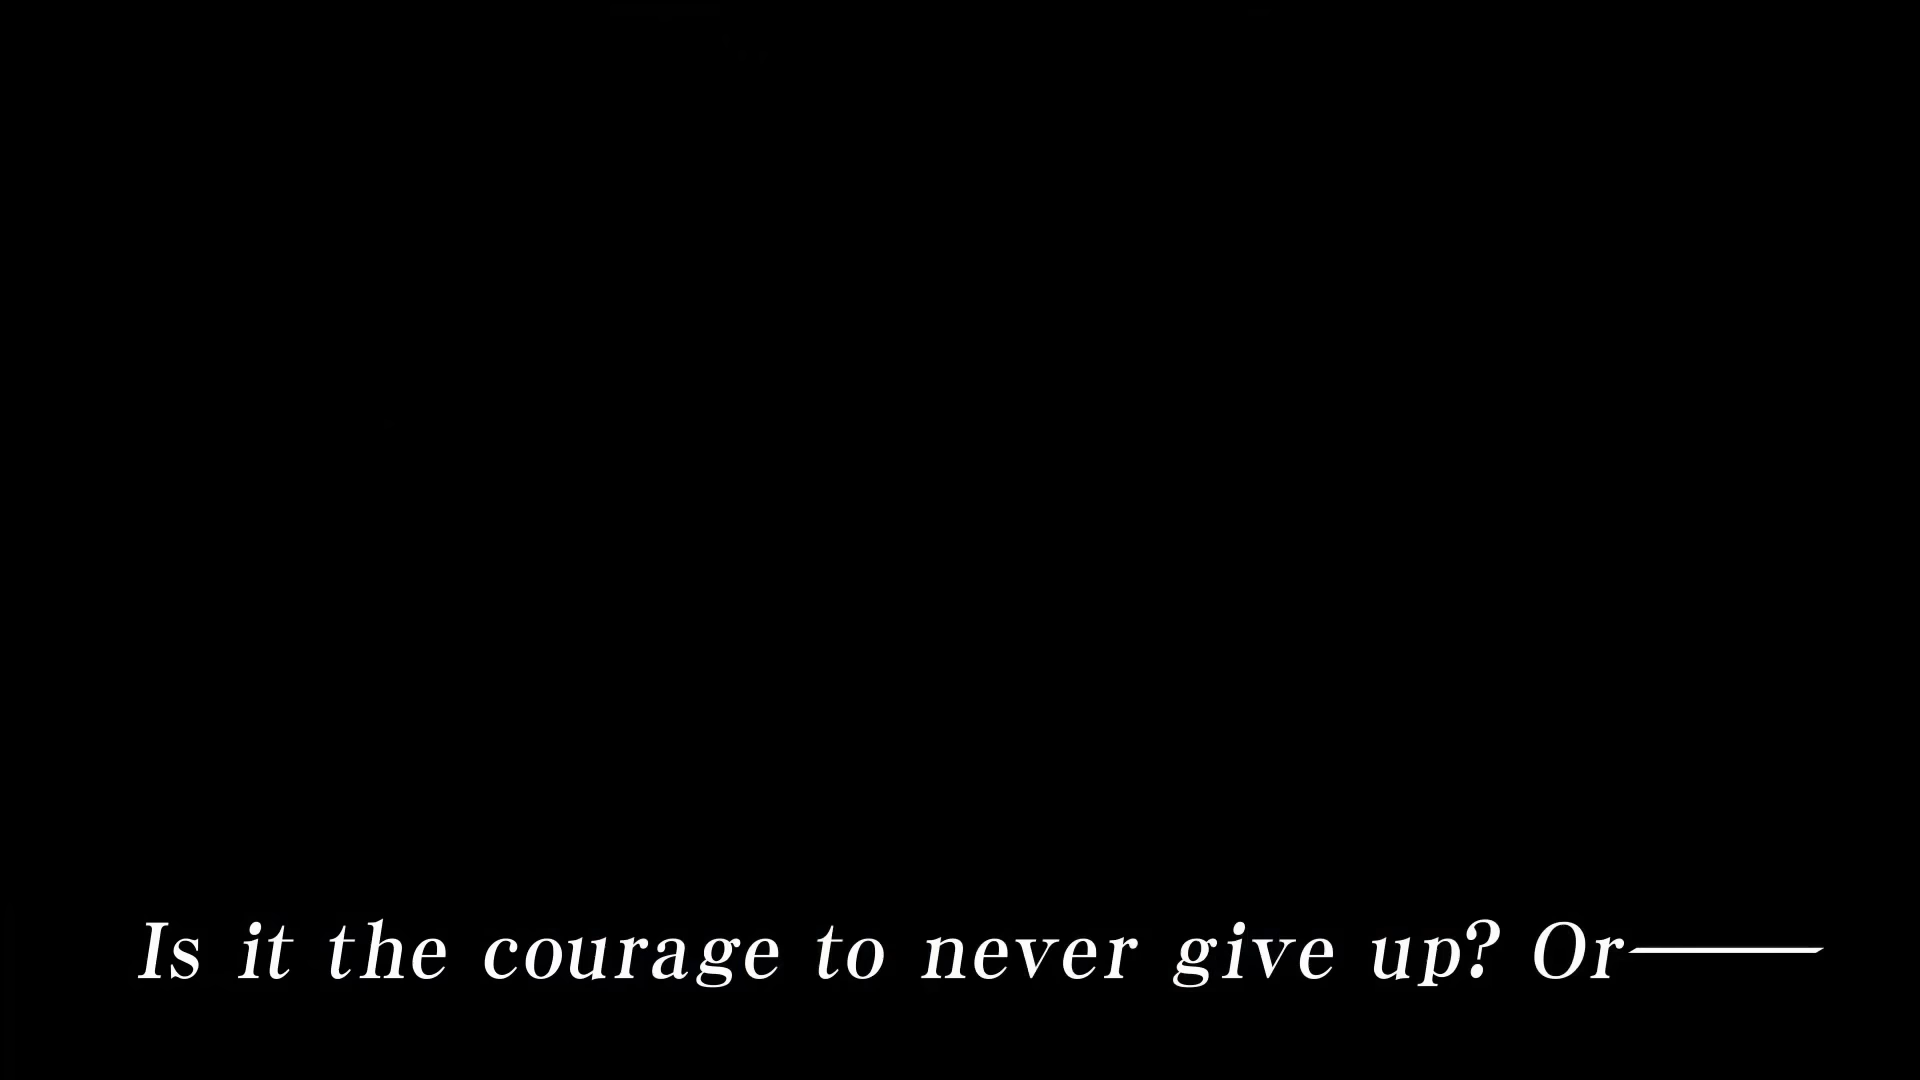 Is it the courage to never give up? Or――